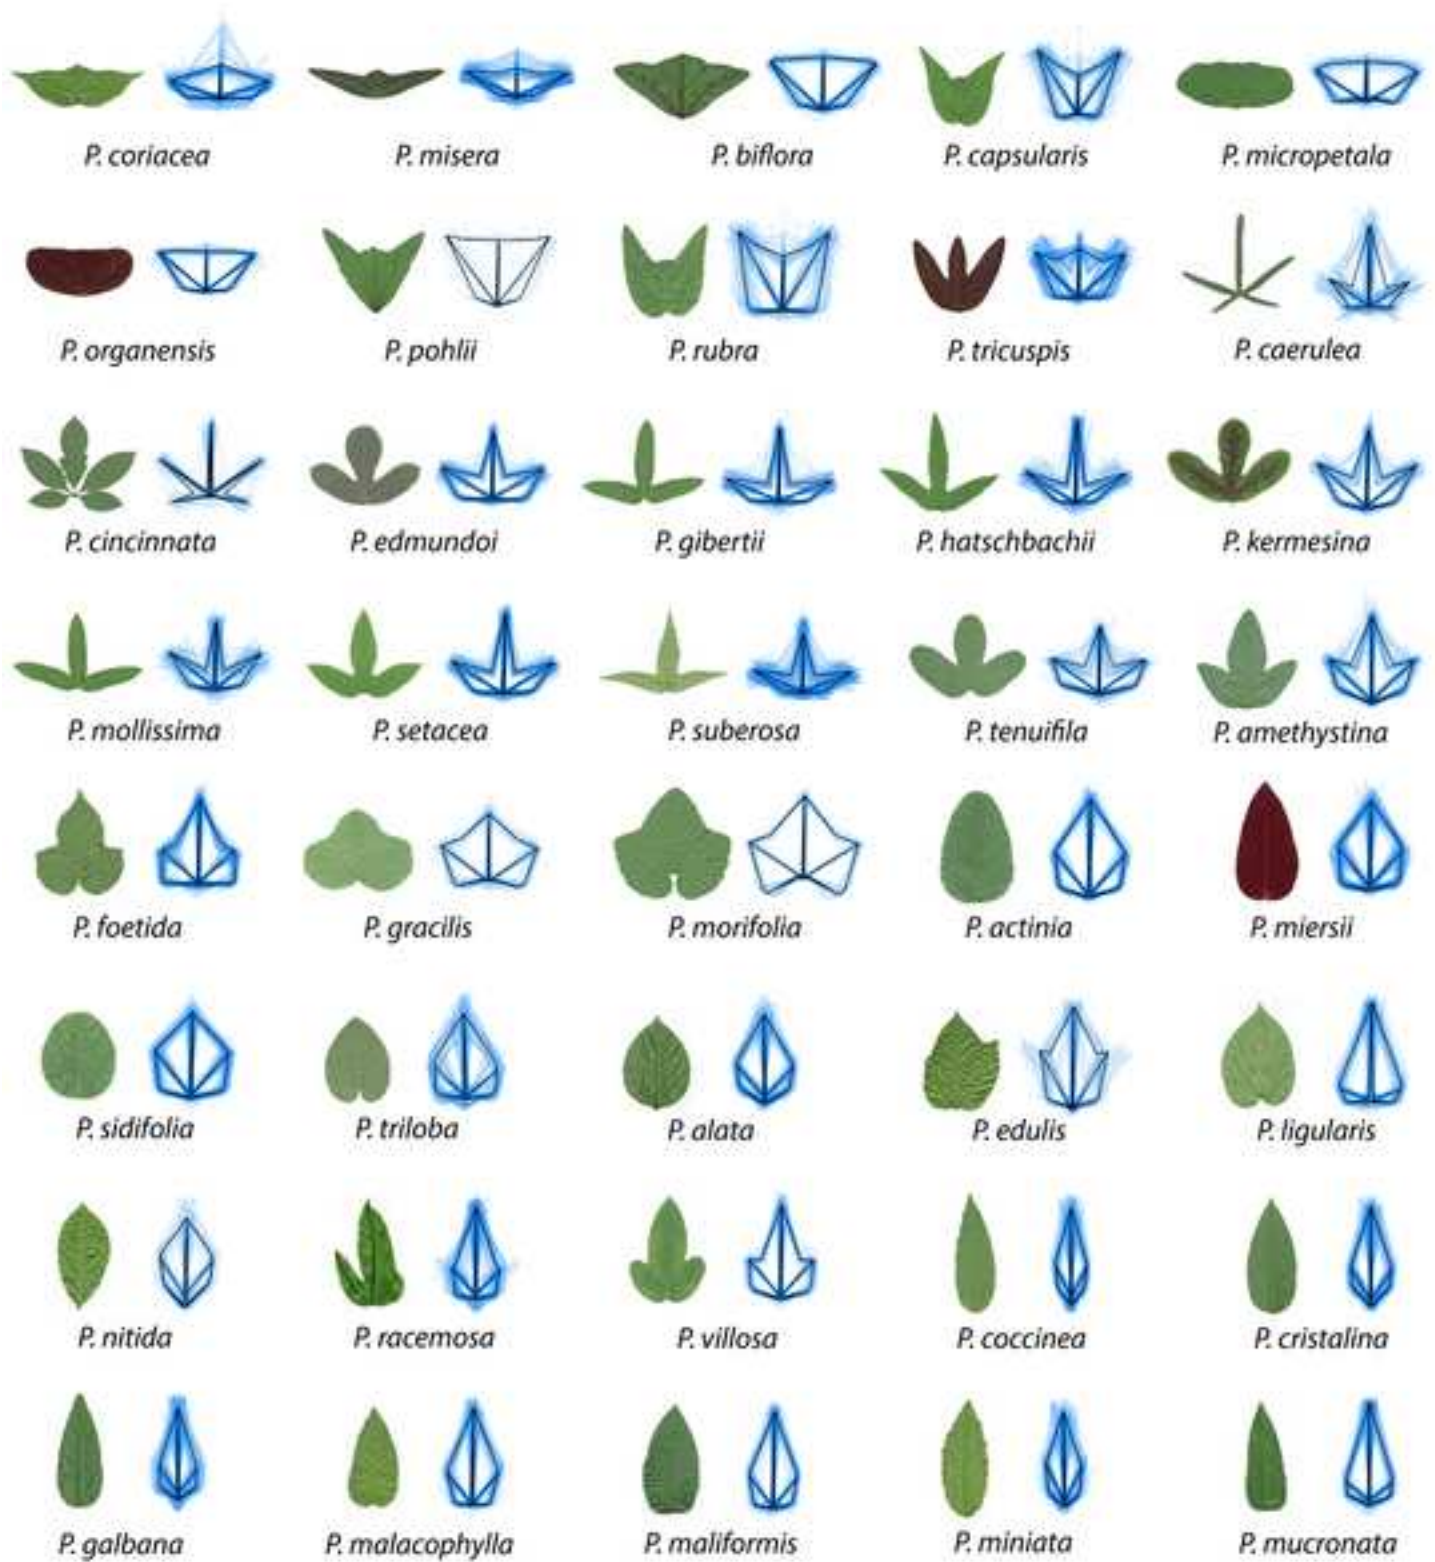 P. coriacea P. misera P. biflora P. capsularis P. micropetala
P. organensis P. pohlii P. rubra P. tricuspis P. caerulea
P. cincinnata P. edmundoi P. gibertii P. hatschbachii P. kermesina
P. mollissima P. setacea P. suberosa P. tenuifila P. amethystina
P. foetida P. gracilis P. morifolia P. actinia P. miersii
P. sidifolia P. triloba P. alata P. edulis P. ligularis
P. nitida P. racemosa P. villosa P. coccinea P. cristalina
P. galbana P. malacophylla P. maliformis P. miniata P. mucronata